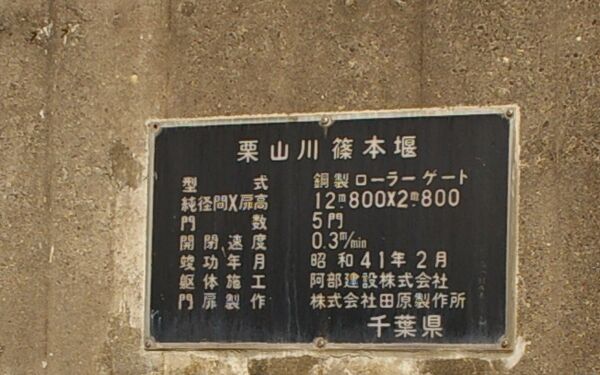 栗山川篠本堰
型式 鋼製ローラーゲート
純径間X扉高 12m.800X2m.800
門数 5門
開閉速度 0.3m/min
竣功年月 昭和41年2月
躯体施工 阿部建設株式会社
門扉製作 株式会社田原製作所
千葉県